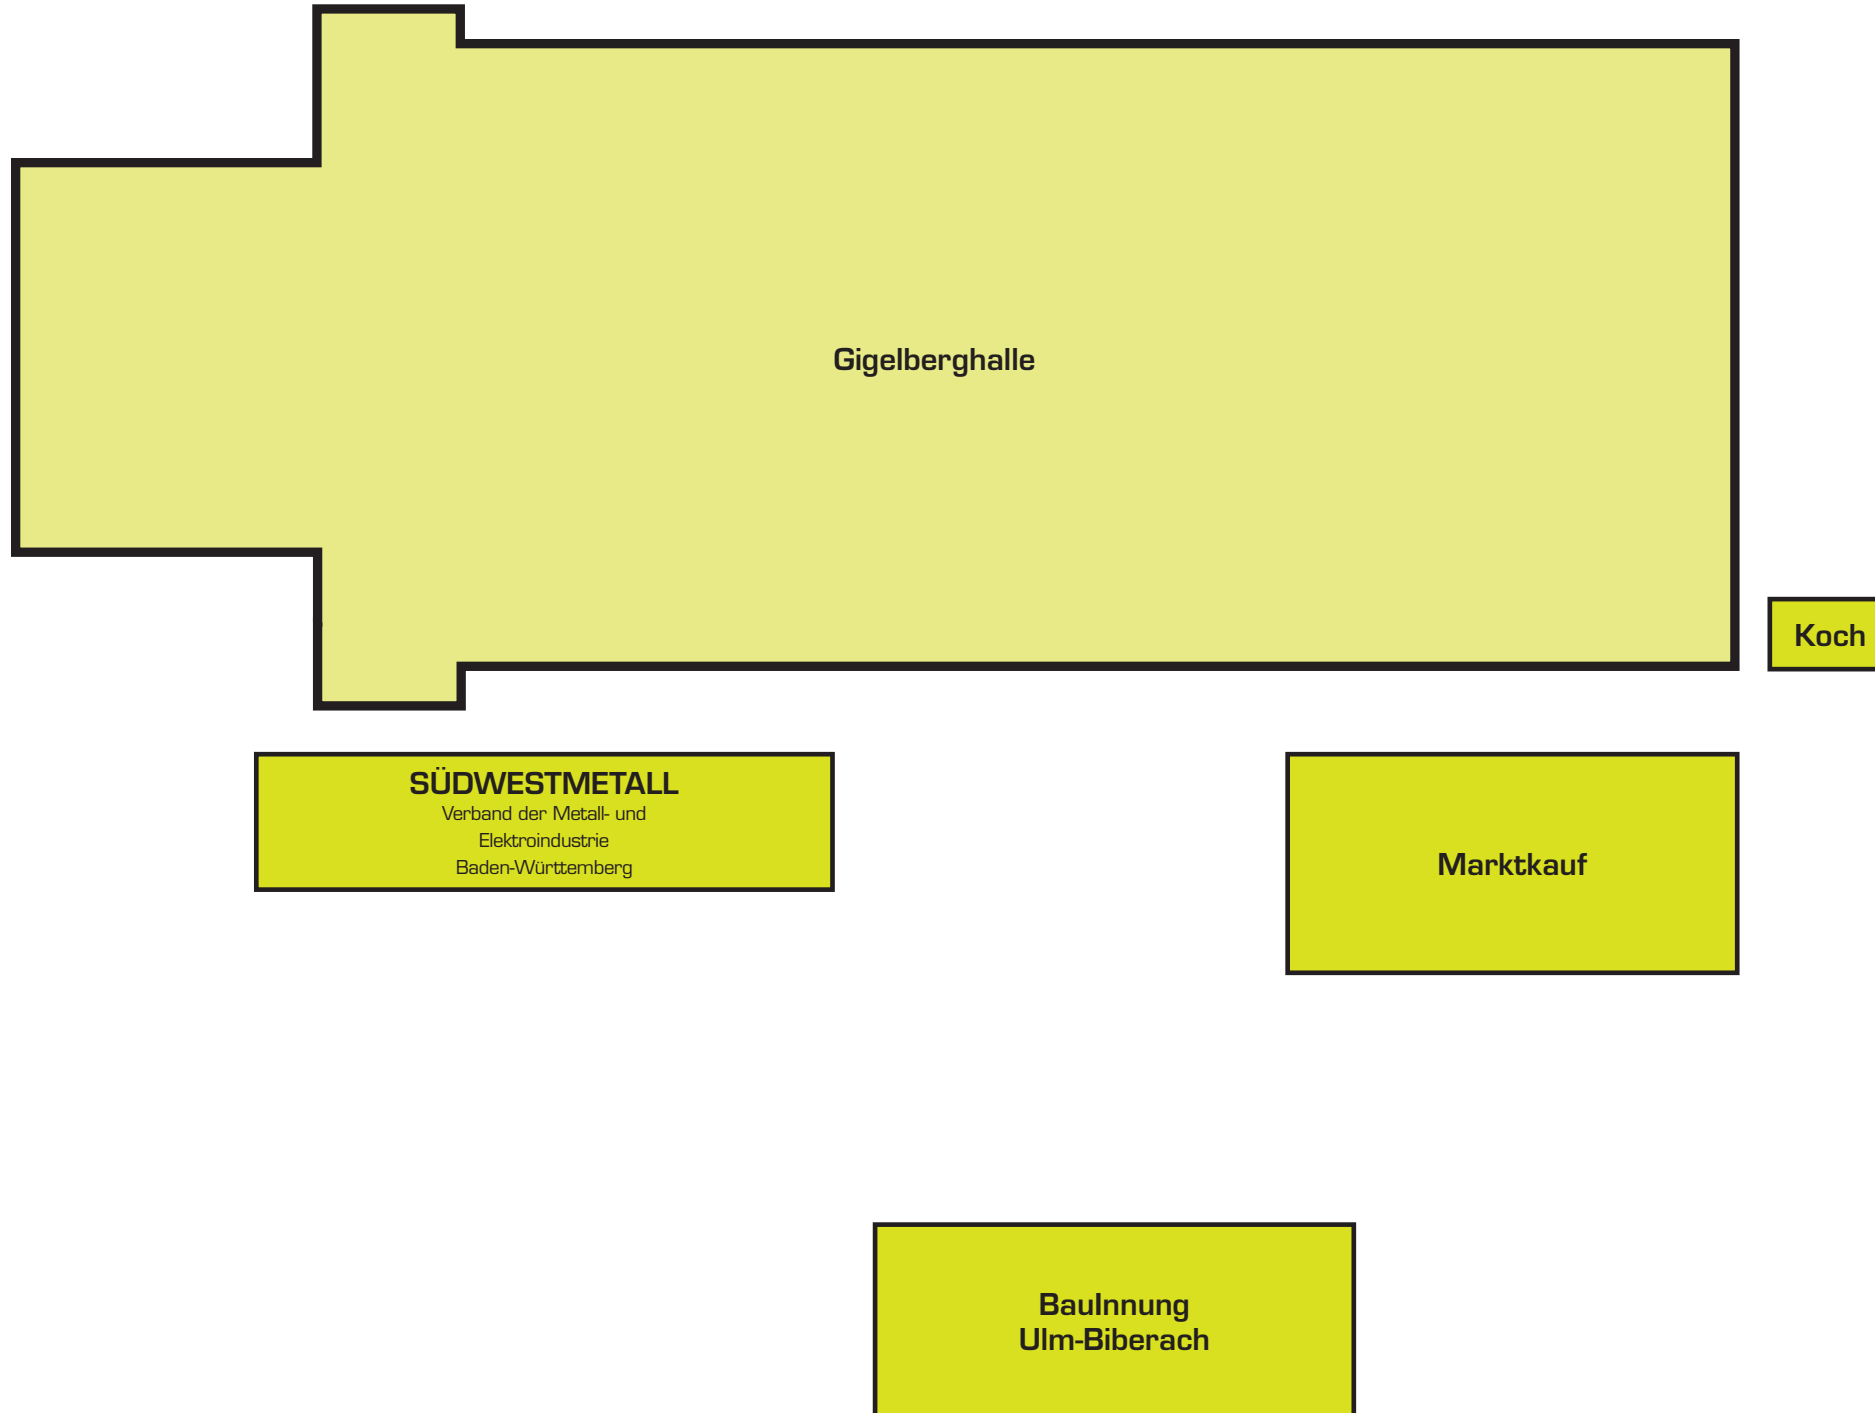 Gigelberghalle
Koch
SÜDWESTMETALL
Verband der Metall- und
Elektroindustrie
Baden-Württemberg
Marktkauf
BauInnung
Ulm-Biberach